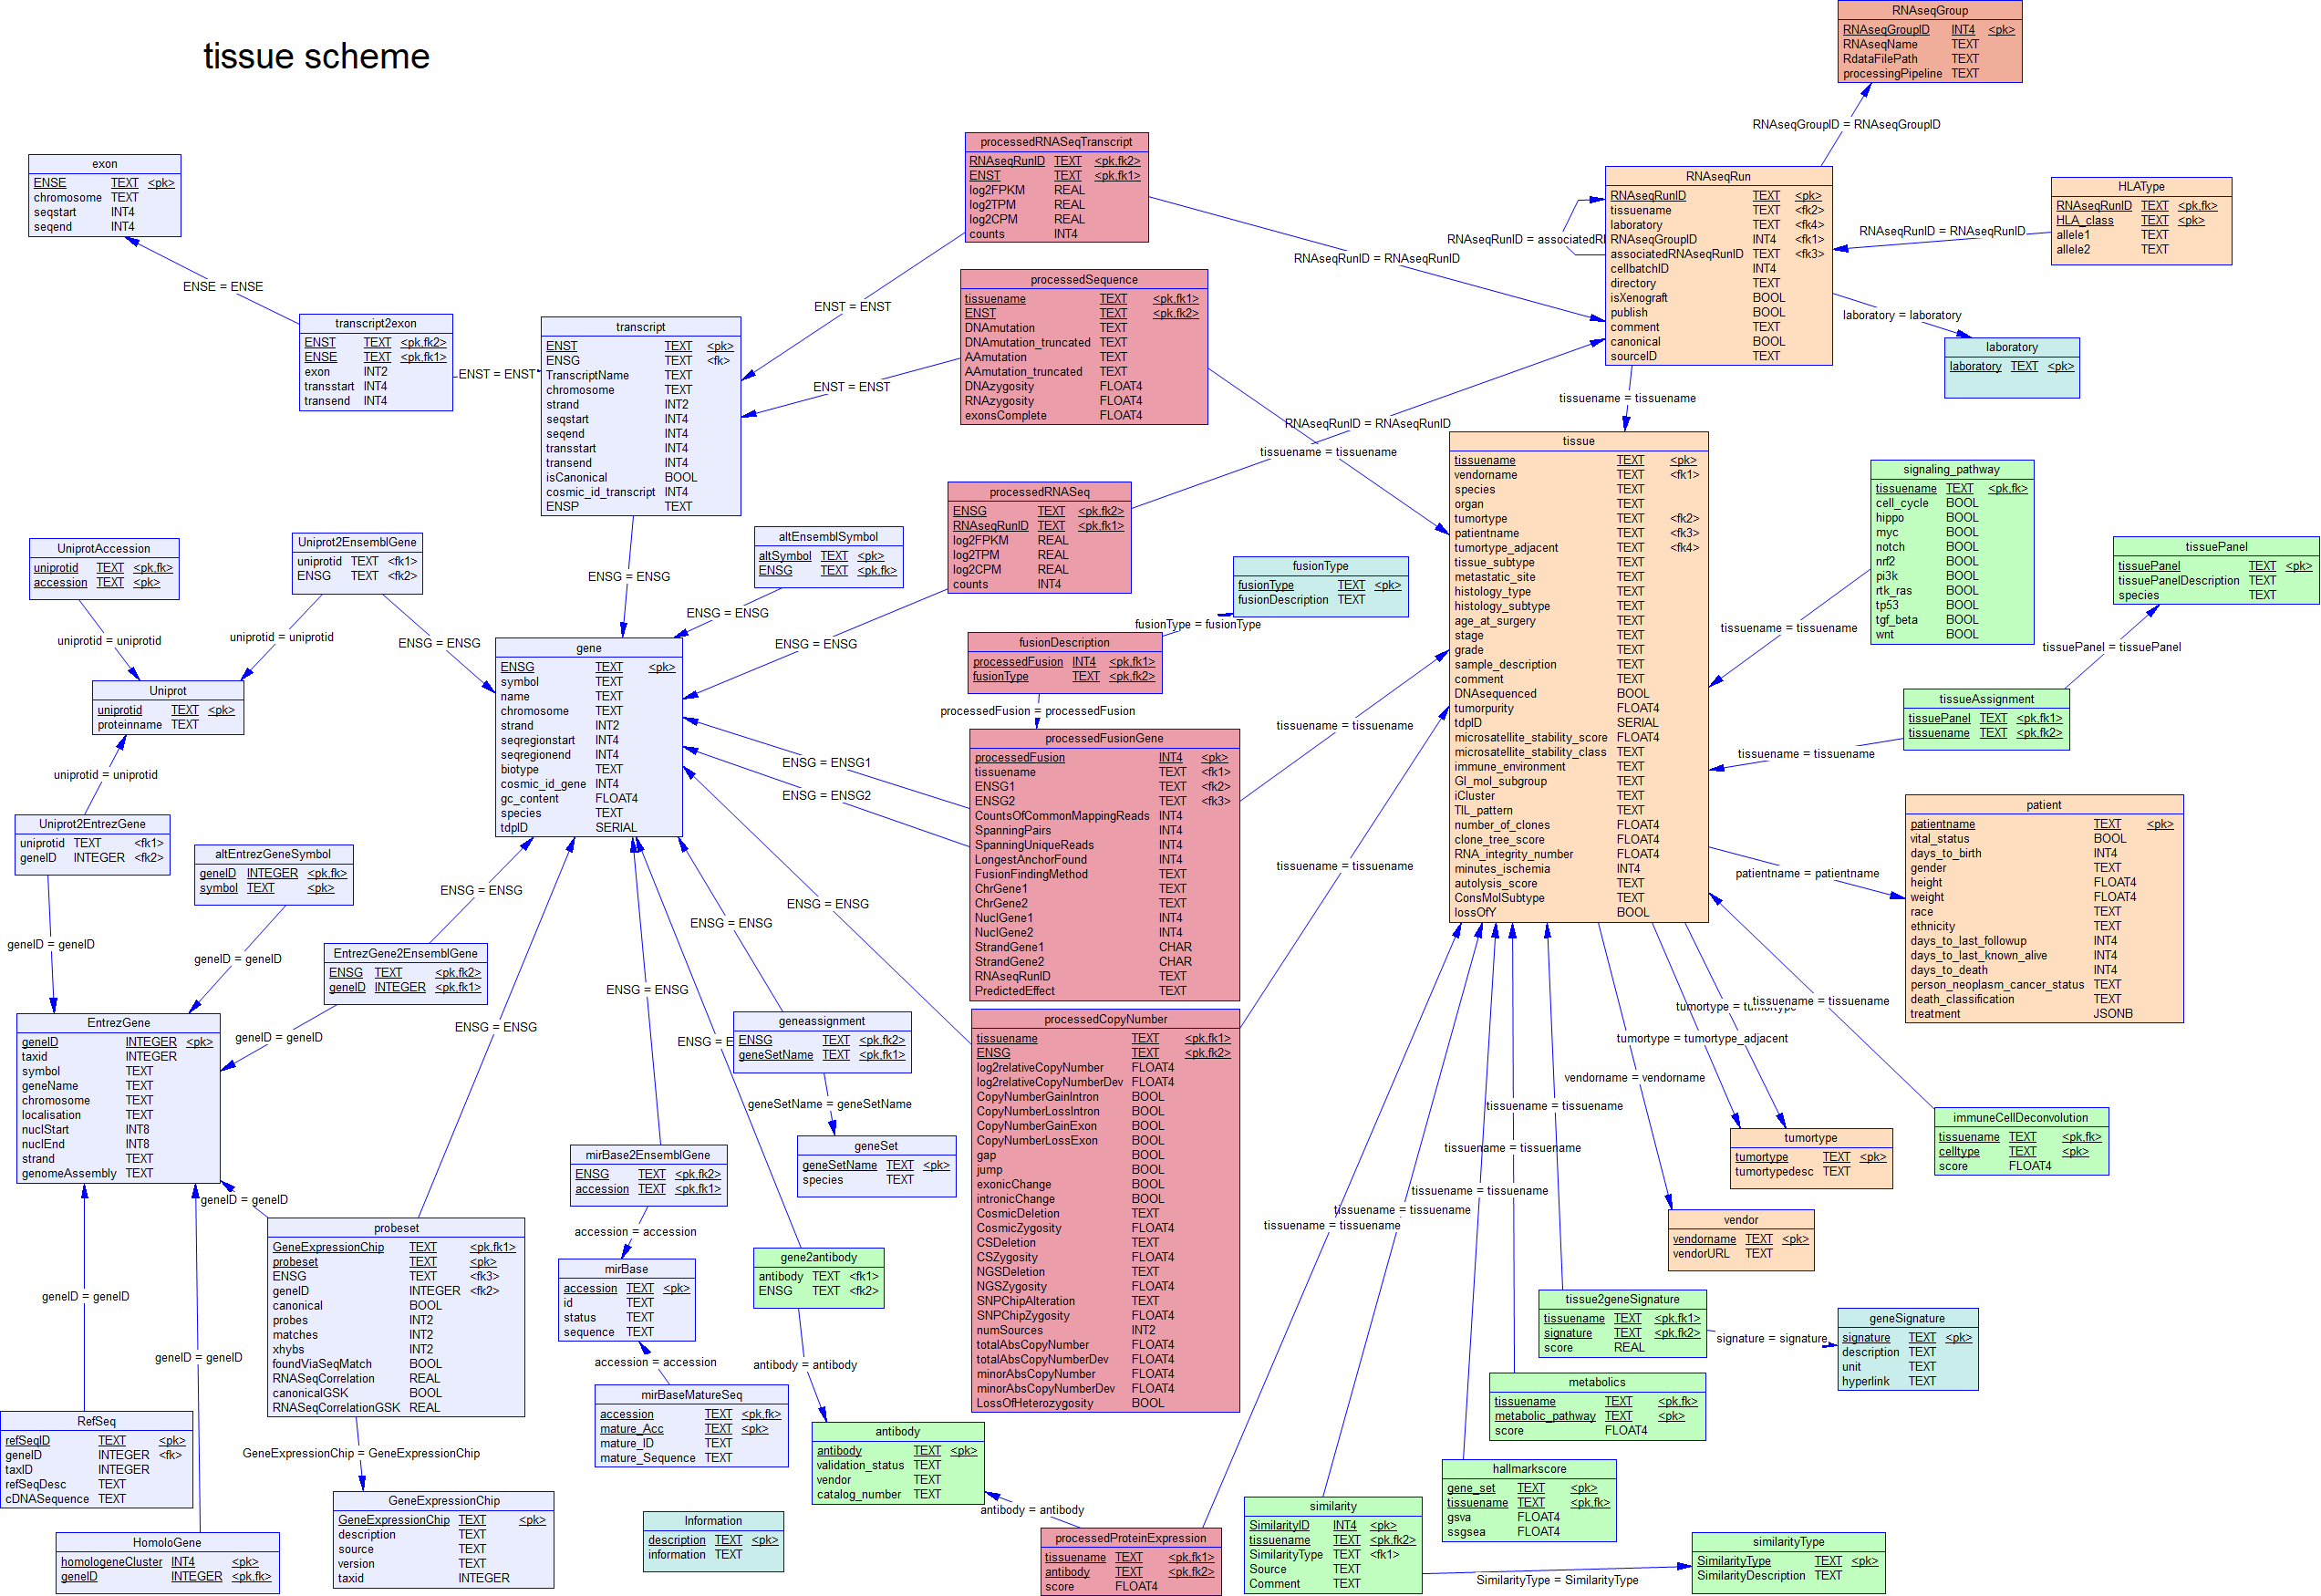 tissue scheme
RNAseqGroup
RNAseqGroupID INT4 <pk>
RNAseqName TEXT
RdataFilePath TEXT
processingPipeline TEXT
RNAseqGroupID = RNAseqGroupID
exon
ENSE TEXT <pk>
chromosome TEXT
seqstart INT4
seqend INT4
ENSE = ENSE
transcript2exon
ENST TEXT <pk,fk2>
ENSE TEXT <pk,fk1>
exon INT2
transstart INT4
transend INT4
ENST = ENST
transcript
ENST TEXT <pk>
ENSG TEXT <fk>
TranscriptName TEXT
chromosome TEXT
strand INT2
seqstart INT4
seqend INT4
transstart INT4
transend INT4
isCanonical BOOL
cosmic_id_transcript INT4
ENSP TEXT
ENSG = ENSG
processedRNASeqTranscript
RNAseqRunID TEXT <pk,fk2>
ENST TEXT <pk,fk1>
log2FPKM REAL
log2TPM REAL
log2CPM REAL
counts INT4
ENST = ENST
RNAseqRunID = RNAseqRunID
processedSequence
tissuename TEXT <pk,fk1>
ENST TEXT <pk,fk2>
DNAmutation TEXT
DNAmutation_truncated TEXT
AAmutation TEXT
AAmutation_truncated TEXT
DNAzygosity FLOAT4
RNAzygosity FLOAT4
exonsComplete FLOAT4
ENST = ENST
tissuename = tissuename
RNAseqRun
RNAseqRunID TEXT <pk>
tissuename TEXT <fk2>
laboratory TEXT <fk4>
RNAseqGroupID INT4 <fk1>
associatedRNAseqRunID TEXT <fk3>
cellbatchID INT4
directory TEXT
isXenograft BOOL
publish BOOL
comment TEXT
canonical BOOL
sourceID TEXT
RNAseqRunID = associatedR
tissuename = tissuename
HLAType
RNAseqRunID TEXT <pk,fk>
HLA_class TEXT <pk>
allele1 TEXT
allele2 TEXT
RNAseqRunID = RNAseqRunID
laboratory = laboratory
laboratory
laboratory TEXT <pk>
processedRNASeq
ENSG TEXT <pk,fk2>
RNAseqRunID TEXT <pk,fk1>
log2FPKM REAL
log2TPM REAL
log2CPM REAL
counts INT4
RNAseqRunID = RNAseqRunID
ENSG = ENSG
altEnsemblSymbol
altSymbol TEXT <pk>
ENSG TEXT <pk,fk>
ENSG = ENSG
UniprotAccession
uniprotid TEXT <pk,fk>
accession TEXT <pk>
uniprotid = uniprotid
Uniprot2EnsemblGene
uniprotid TEXT <fk1>
ENSG TEXT <fk2>
uniprotid = uniprotid
ENSG = ENSG
Uniprot
uniprotid TEXT <pk>
proteinname TEXT
uniprotid = uniprotid
gene
ENSG TEXT <pk>
symbol TEXT
name TEXT
chromosome TEXT
strand INT2
seqregionstart INT4
seqregionend INT4
biotype TEXT
cosmic_id_gene INT4
gc_content FLOAT4
species TEXT
tdpID SERIAL
fusionType
fusionType TEXT <pk>
fusionDescription TEXT
fusionType = fusionType
fusionDescription
processedFusion INT4 <pk,fk1>
fusionType TEXT <pk,fk2>
processedFusion = processedFusion
processedFusionGene
processedFusion INT4 <pk>
tissuename TEXT <fk1>
ENSG1 TEXT <fk2>
ENSG2 TEXT <fk3>
CountsOfCommonMappingReads INT4
SpanningPairs INT4
SpanningUniqueReads INT4
LongestAnchorFound INT4
FusionFindingMethod TEXT
ChrGene1 TEXT
ChrGene2 TEXT
NuclGene1 INT4
NuclGene2 INT4
StrandGene1 CHAR
StrandGene2 CHAR
RNAseqRunID TEXT
PredictedEffect TEXT
ENSG = ENSG1
ENSG = ENSG2
tissuename = tissuename
tissue
tissuename TEXT <pk>
vendorname TEXT <fk1>
species TEXT
organ TEXT
tumortype TEXT <fk2>
patientname TEXT <fk3>
tumortype_adjacent TEXT <fk4>
tissue_subtype TEXT
metastatic_site TEXT
histology_type TEXT
histology_subtype TEXT
age_at_surgery TEXT
stage TEXT
grade TEXT
sample_description TEXT
comment TEXT
DNAsequenced BOOL
tumorpurity FLOAT4
tdpID SERIAL
microsatellite_stability_score FLOAT4
microsatellite_stability_class TEXT
immune_environment TEXT
GI_mol_subgroup TEXT
iCluster TEXT
TIL_pattern TEXT
number_of_clones FLOAT4
clone_tree_score FLOAT4
RNA_integrity_number FLOAT4
minutes_ischemia INT4
autolysis_score TEXT
ConsMolSubtype TEXT
lossOfY BOOL
signaling_pathway
tissuename TEXT <pk,fk>
cell_cycle BOOL
hippo BOOL
myc BOOL
notch BOOL
nrf2 BOOL
pi3k BOOL
rtk_ras BOOL
tp53 BOOL
tgf_beta BOOL
wnt BOOL
tissuename = tissuename
tissuePanel
tissuePanel TEXT <pk>
tissuePanelDescription TEXT
species TEXT
tissuePanel = tissuePanel
tissueAssignment
tissuePanel TEXT <pk,fk1>
tissuename TEXT <pk,fk2>
tissuename = tissuename
patient
patientname TEXT <pk>
vital_status BOOL
days_to_birth INT4
gender TEXT
height FLOAT4
weight FLOAT4
race TEXT
ethnicity TEXT
days_to_last_followup INT4
days_to_last_known_alive INT4
days_to_death INT4
person_neoplasm_cancer_status TEXT
death_classification TEXT
treatment JSONB
patientname = patientname
Uniprot2EntrezGene
uniprotid TEXT <fk1>
geneID INTEGER <fk2>
geneID = geneID
altEntrezGeneSymbol
geneID INTEGER <pk,fk>
symbol TEXT <pk>
geneID = geneID
EntrezGene2EnsemblGene
ENSG TEXT <pk,fk2>
geneID INTEGER <pk,fk1>
ENSG = ENSG
geneID = geneID
EntrezGene
geneID INTEGER <pk>
taxid INTEGER
symbol TEXT
geneName TEXT
chromosome TEXT
localisation TEXT
nuclStart INT8
nuclEnd INT8
strand TEXT
genomeAssembly TEXT
geneID = geneID
ENSG = ENSG
probeset
GeneExpressionChip TEXT <pk,fk1>
probeset TEXT <pk>
ENSG TEXT <fk3>
geneID INTEGER <fk2>
canonical BOOL
probes INT2
matches INT2
xhybs INT2
foundViaSeqMatch BOOL
RNASeqCorrelation REAL
canonicalGSK BOOL
RNASeqCorrelationGSK REAL
GeneExpressionChip = GeneExpressionChip
GeneExpressionChip
GeneExpressionChip TEXT <pk>
description TEXT
source TEXT
version TEXT
taxid INTEGER
geneID = geneID
RefSeq
refSeqID TEXT <pk>
geneID INTEGER <fk>
taxID INTEGER
refSeqDesc TEXT
cDNASequence TEXT
geneID = geneID
HomoloGene
homologeneCluster INT4 <pk>
geneID INTEGER <pk,fk>
ENSG = ENSG
mirBase2EnsemblGene
ENSG TEXT <pk,fk2>
accession TEXT <pk,fk1>
accession = accession
mirBase
accession TEXT <pk>
id TEXT
status TEXT
sequence TEXT
accession = accession
mirBaseMatureSeq
accession TEXT <pk,fk>
mature_Acc TEXT <pk>
mature_ID TEXT
mature_Sequence TEXT
Information
description TEXT <pk>
information TEXT
ENSG = ENSG
geneassignment
ENSG TEXT <pk,fk2>
geneSetName TEXT <pk,fk1>
geneSetName = geneSetName
geneSet
geneSetName TEXT <pk>
species TEXT
ENSG = E
gene2antibody
antibody TEXT <fk1>
ENSG TEXT <fk2>
antibody = antibody
antibody
antibody TEXT <pk>
validation_status TEXT
vendor TEXT
catalog_number TEXT
antibody = antibody
ENSG = ENSG
tissuename = tissuename
processedCopyNumber
tissuename TEXT <pk,fk1>
ENSG TEXT <pk,fk2>
log2relativeCopyNumber FLOAT4
log2relativeCopyNumberDev FLOAT4
CopyNumberGainIntron BOOL
CopyNumberLossIntron BOOL
CopyNumberGainExon BOOL
CopyNumberLossExon BOOL
gap BOOL
jump BOOL
exonicChange BOOL
intronicChange BOOL
CosmicDeletion TEXT
CosmicZygosity FLOAT4
CSDeletion TEXT
CSZygosity FLOAT4
NGSDeletion TEXT
NGSZygosity FLOAT4
SNPChipAlteration TEXT
SNPChipZygosity FLOAT4
numSources INT2
totalAbsCopyNumber FLOAT4
totalAbsCopyNumberDev FLOAT4
minorAbsCopyNumber FLOAT4
minorAbsCopyNumberDev FLOAT4
LossOfHeterozygosity BOOL
processedProteinExpression
tissuename TEXT <pk,fk1>
antibody TEXT <pk,fk2>
score FLOAT4
tissuename = tissuename
similarity
SimilarityID INT4 <pk>
tissuename TEXT <pk,fk2>
SimilarityType TEXT <fk1>
Source TEXT
Comment TEXT
tissuename = tissuename
SimilarityType = SimilarityType
similarityType
SimilarityType TEXT <pk>
SimilarityDescription TEXT
tissuename = tissuename
hallmarkscore
gene_set TEXT <pk>
tissuename TEXT <pk,fk>
gsva FLOAT4
ssgsea FLOAT4
tissuename = tissuename
metabolics
tissuename TEXT <pk,fk>
metabolic_pathway TEXT <pk>
score FLOAT4
tissuename = tissuename
tissue2geneSignature
tissuename TEXT <pk,fk1>
signature TEXT <pk,fk2>
score REAL
signature = signature
geneSignature
signature TEXT <pk>
description TEXT
unit TEXT
hyperlink TEXT
vendorname = vendorname
vendor
vendorname TEXT <pk>
vendorURL TEXT
tumortype = tumortype
tumortype = tumortype_adjacent
tumortype
tumortype TEXT <pk>
tumortypedesc TEXT
tissuename = tissuename
immuneCellDeconvolution
tissuename TEXT <pk,fk>
celltype TEXT <pk>
score FLOAT4